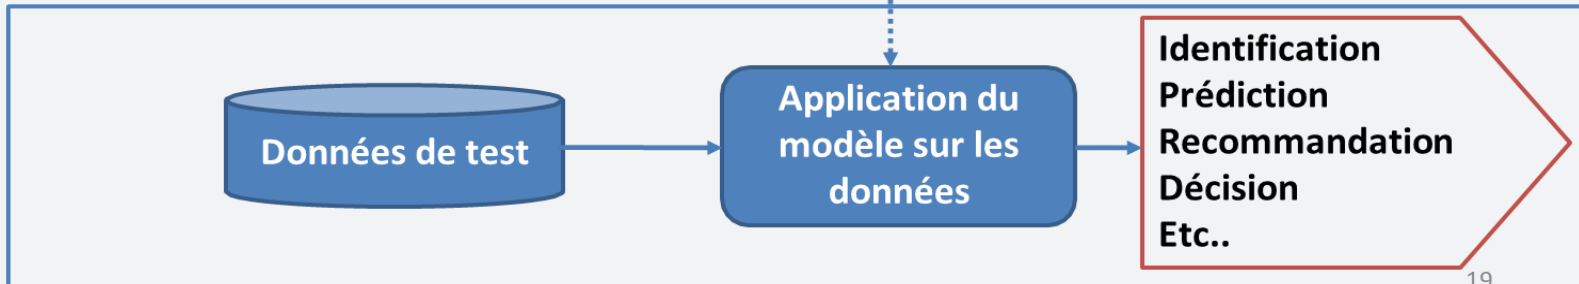 Données de test
Application du
modèle sur les
données
Identification
Prédiction
Recommandation
Décision
Etc..
19